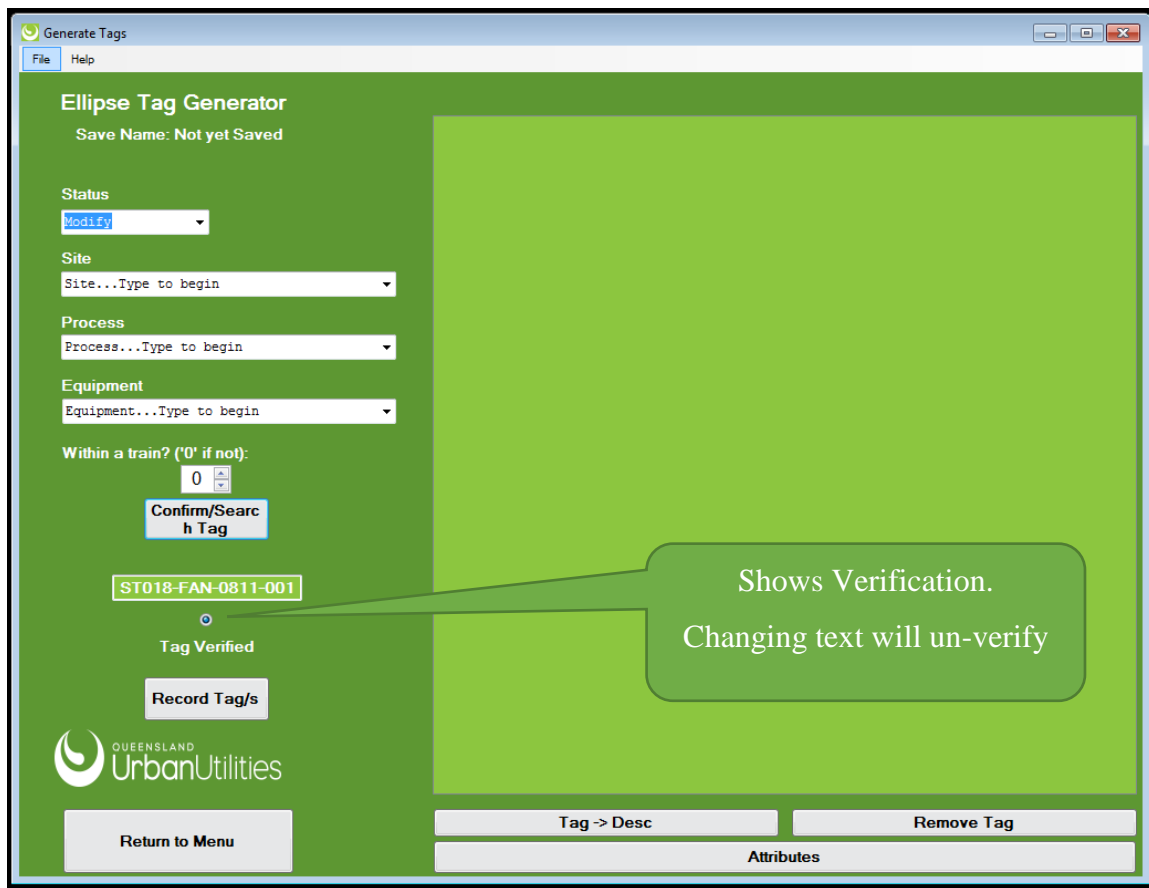 Generate Tags
File Help
Ellipse Tag Generator
Save Name: Not yet Saved
Status
Modify
Site
Site...Type to begin
Process
Process...Type to begin
Equipment
Equipment...Type to begin
Within a train? ('0' if not):
0
Confirm/Searc
h Tag
ST018-FAN-0811-001
Tag Verified
Record Tag/s
Shows Verification.
Changing text will un-verify
QUEENSLAND
UrbanUtilities
Return to Menu
Tag -> Desc
Remove Tag
Attributes